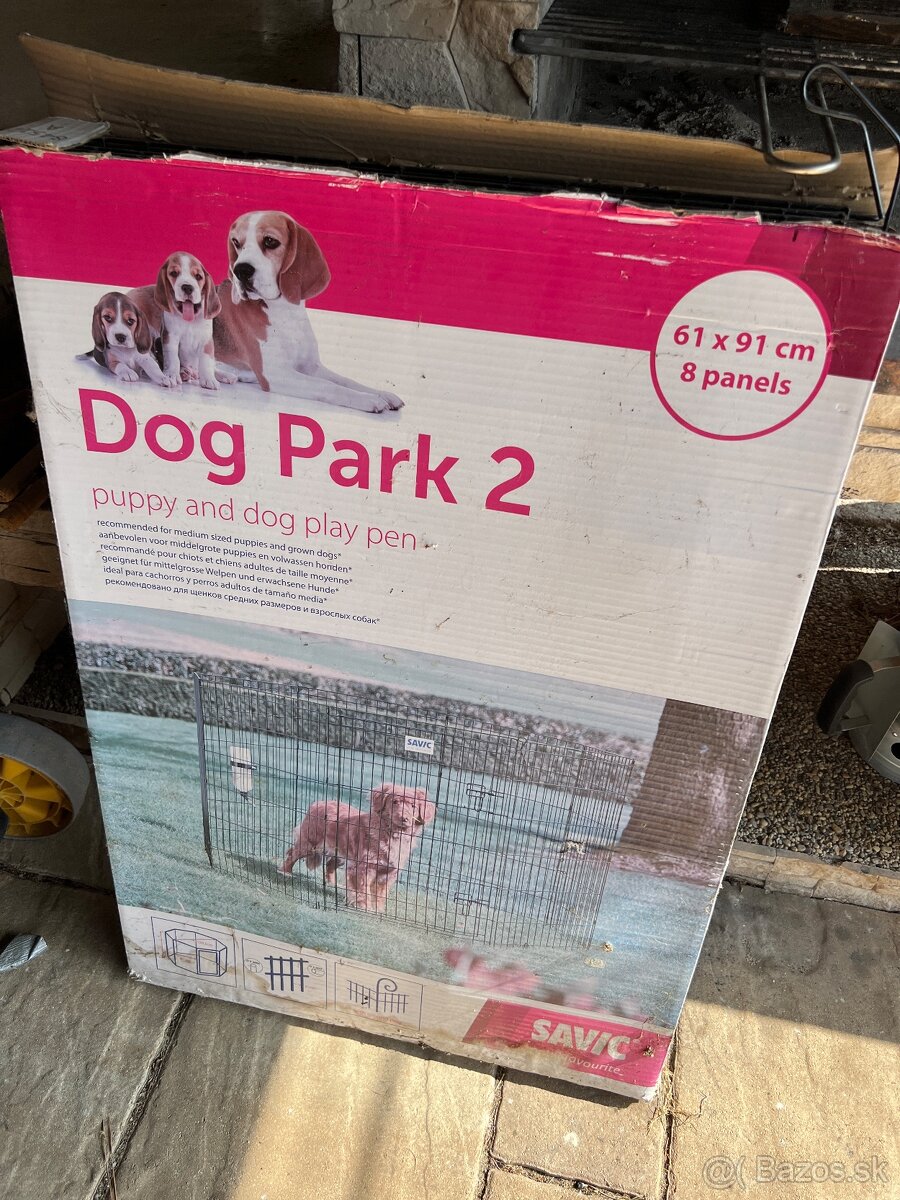 61 x 91 cm
8 panels
Dog Park 2
puppy and dog play pen
recommended for medium sized puppies and grown dogs*
aanbevolen voor middelgrote puppies en volwassen honden*
recommandé pour chiots et chiens adultes de taille moyenne*
geeignet für mittelgrosse Welpen und erwachsene Hunde*
ideal para cachorros y perros adultos de tamaño media*
рекомендовано для щенков средних размеров и взрослых собак*
SAVIC
SAVIC
favourite
@( Bazos.sk